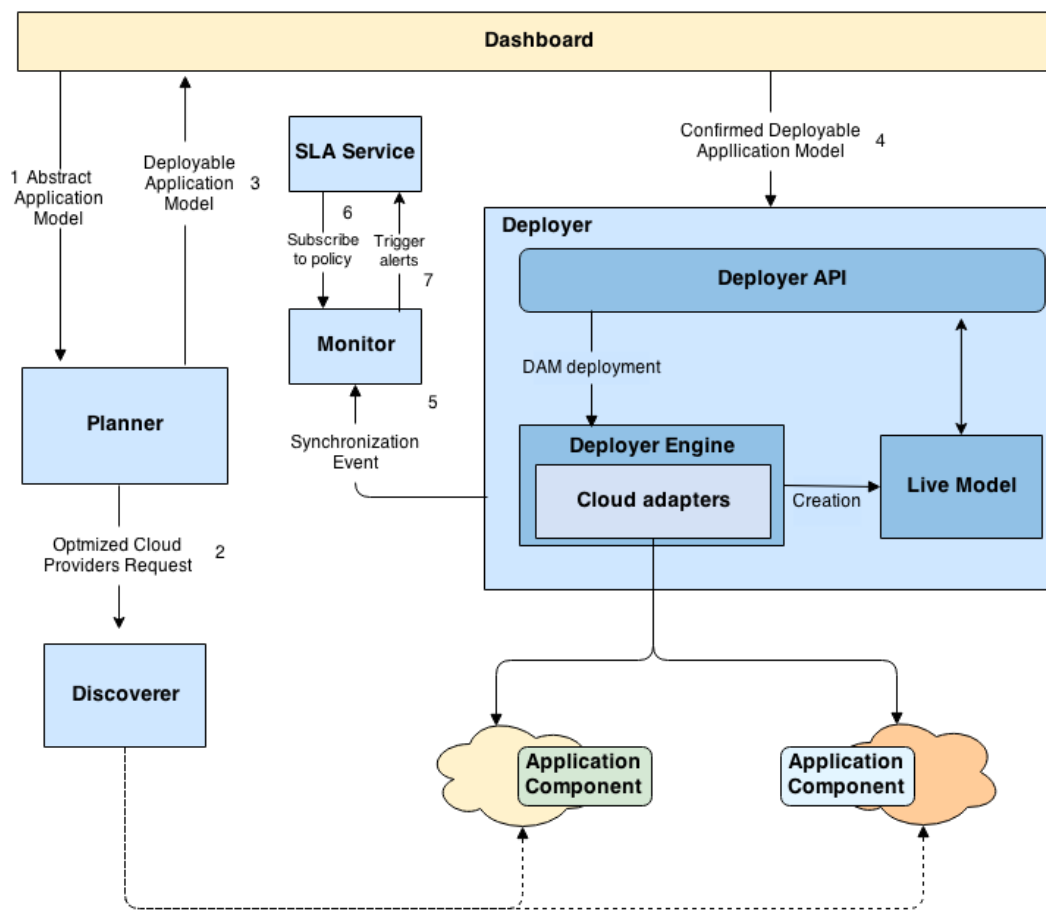 Dashboard
1 Abstract
Application
Model
Deployable
Application
Model
3
SLA Service
6
Subscribe
to policy
Trigger
alerts
7
Monitor
5
Synchronization
Event
Confirmed Deployable
Appllication Model
4
Deployer
Deployer API
DAM deployment
Deployer Engine
Cloud adapters
Creation
Live Model
Planner
Optmized Cloud
Providers Request
2
Discoverer
Application
Component
Application
Component